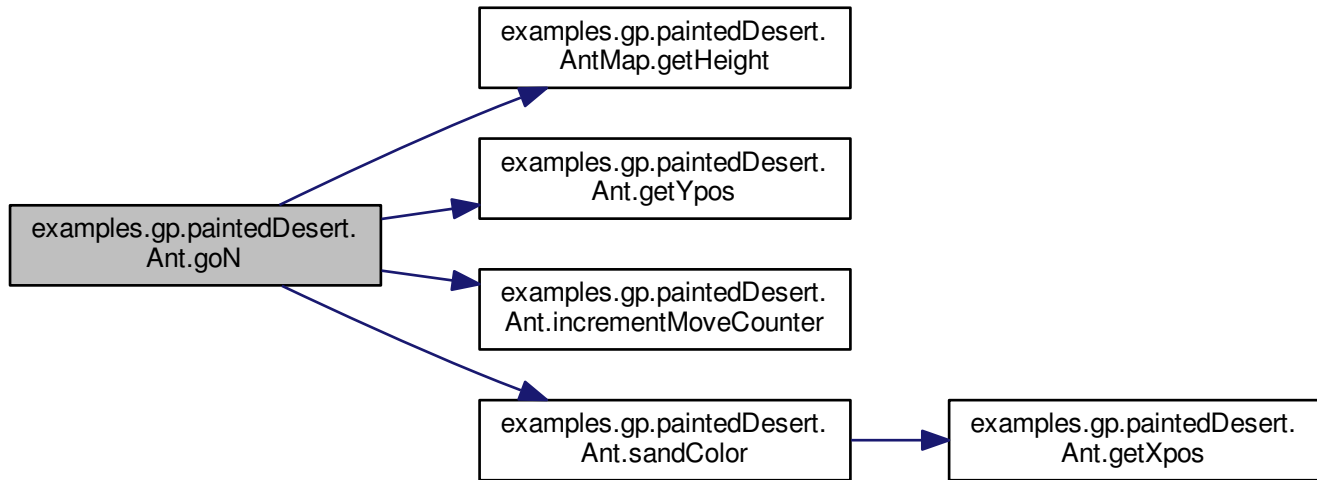 examples.gp.paintedDesert.
AntMap.getHeight
examples.gp.paintedDesert.
Ant.getYpos
examples.gp.paintedDesert.
Ant.goN
examples.gp.paintedDesert.
Ant.incrementMoveCounter
examples.gp.paintedDesert.
Ant.sandColor
examples.gp.paintedDesert.
Ant.getXpos